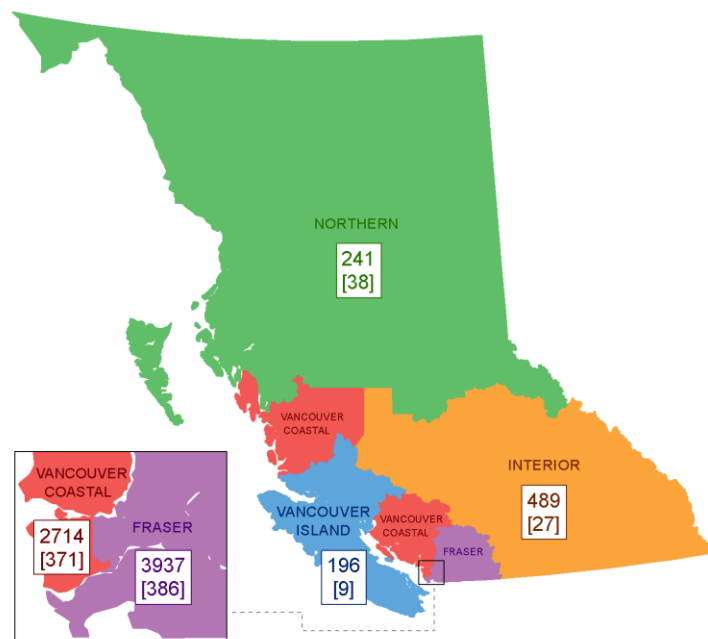 NORTHERN
241
[38]
VANCOUVER
COASTAL
INTERIOR
489
[27]
VANCOUVER
ISLAND
196
[9]
VANCOUVER
COASTAL
FRASER
VANCOUVER
COASTAL
2714
[371]
FRASER
3937
[386]